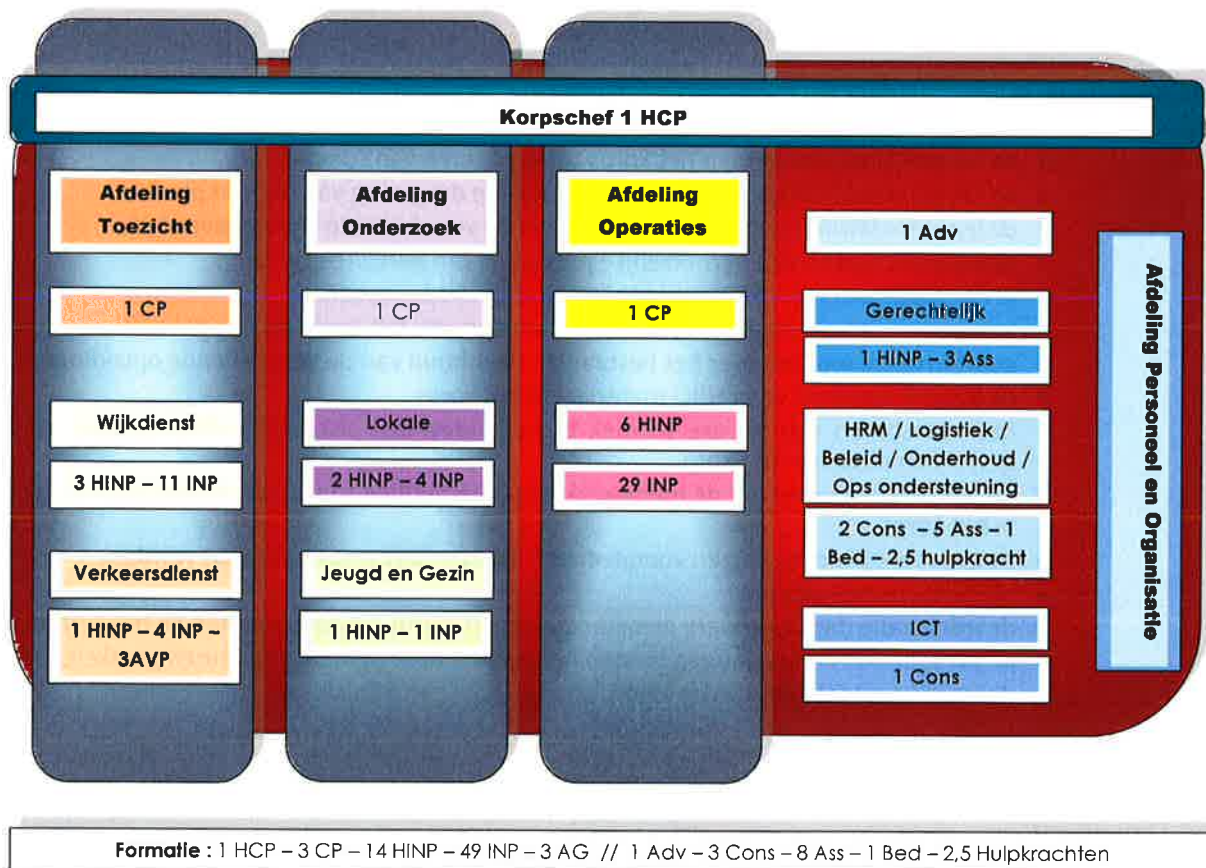 Korpschef 1 HCP
Afdeling
Toezicht
1 CP
Wijkdienst
3 HINP – 11 INP
Verkeersdienst
1 HINP – 4 INP –
3AVP
Afdeling
Onderzoek
1 CP
Lokale
2 HINP – 4 INP
Jeugd en Gezin
1 HINP – 1 INP
Afdeling
Operaties
1 CP
6 HINP
29 INP
1 Adv
Gerechtelijk
1 HINP – 3 Ass
HRM / Logistiek /
Beleid / Onderhoud /
Ops ondersteuning
2 Cons – 5 Ass – 1
Bed – 2,5 hulpkracht
ICT
1 Cons
Afdeling Personeel en Organisatie
Formatie : 1 HCP – 3 CP – 14 HINP – 49 INP – 3 AG // 1 Adv – 3 Cons – 8 Ass – 1 Bed – 2,5 Hulpkrachten